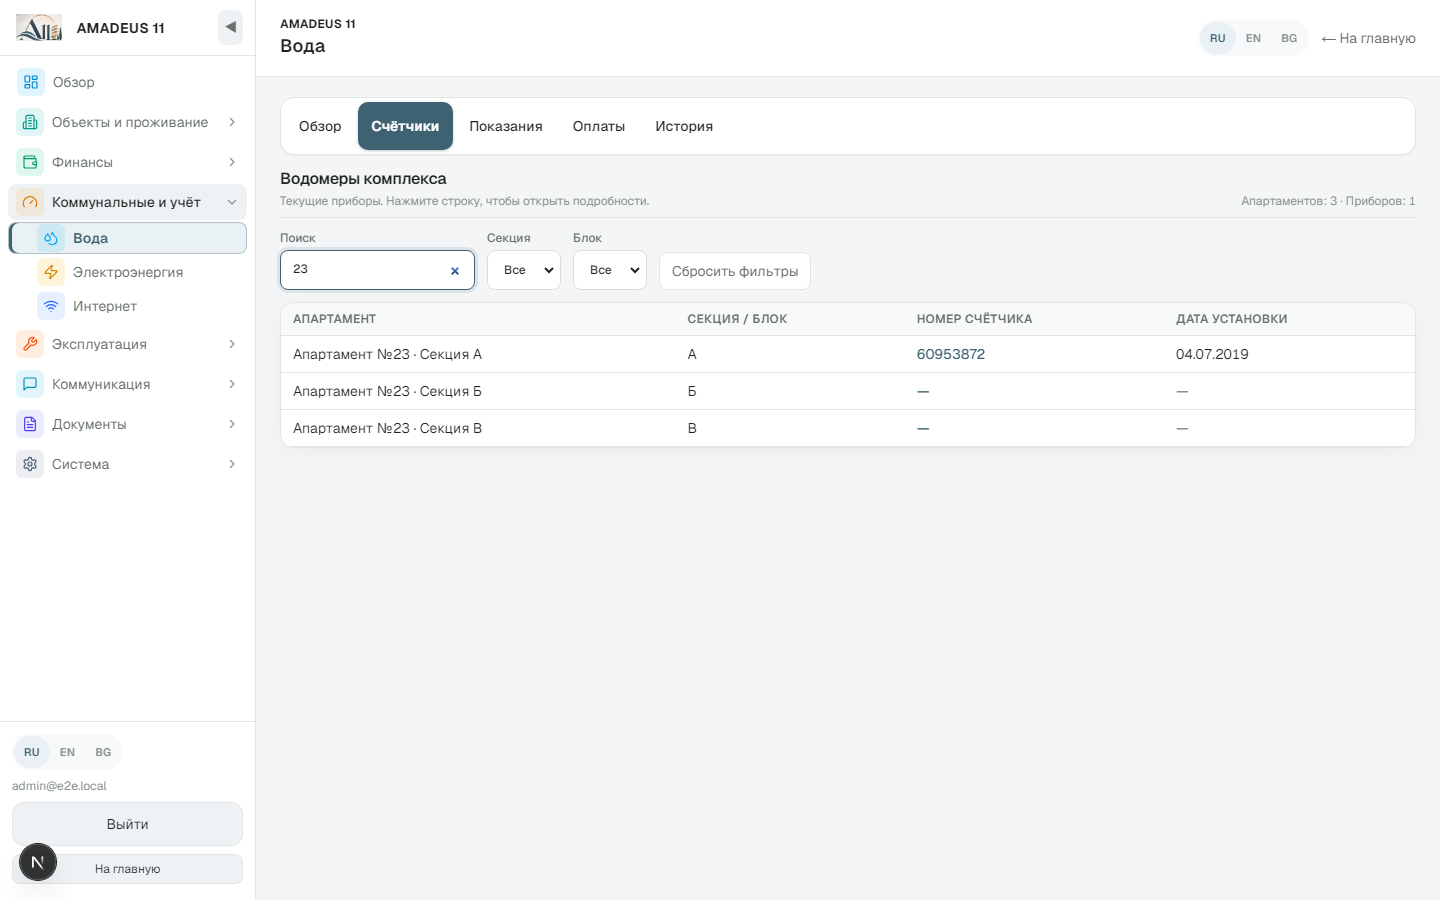 AMADEUS 11
Обзор
Объекты и проживание
Финансы
Коммунальные и учёт
Вода
Электроэнергия
Интернет
Эксплуатация
Коммуникация
Документы
Система
RU EN BG
admin@e2e.local
Выйти
На главную
N
AMADEUS 11
Вода
RU EN BG
← На главную
Обзор Счётчики Показания Оплаты История
Водомеры комплекса
Текущие приборы. Нажмите строку, чтобы открыть подробности.
Апартаментов: 3 · Приборов: 1
Поиск Секция Блок
23 × Все Все Сбросить фильтры
АПАРТАМЕНТ СЕКЦИЯ / БЛОК НОМЕР СЧЁТЧИКА ДАТА УСТАНОВКИ
Апартамент №23 · Секция А А 60953872 04.07.2019
Апартамент №23 · Секция Б Б — —
Апартамент №23 · Секция В В — —